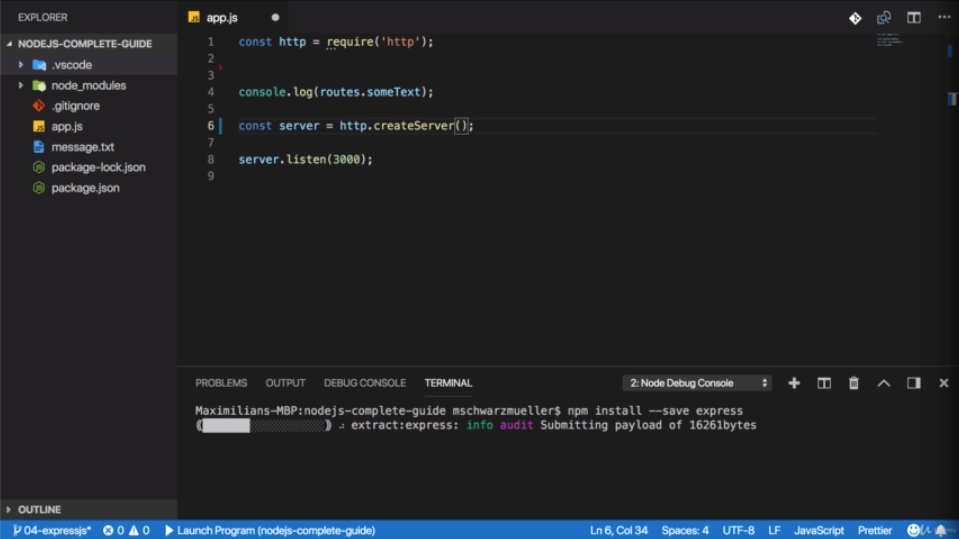 EXPLORER
NODEJS-COMPLETE-GUIDE
.vscode
node_modules
.gitignore
app.js
message.txt
package-lock.json
package.json
OUTLINE
app.js
1 const http = require('http');
2
3
4 console.log(routes.someText);
5
6 const server = http.createServer();
7
8 server.listen(3000);
9
PROBLEMS OUTPUT DEBUG CONSOLE TERMINAL 2: Node Debug Console
Maximilians-MBP:nodejs-complete-guide mschwarzmueller$ npm install --save express
extract:express: info audit Submitting payload of 16261bytes
04-expressjs* 0 0 Launch Program (nodejs-complete-guide) Ln 6, Col 34 Spaces: 4 UTF-8 LF JavaScript Prettier